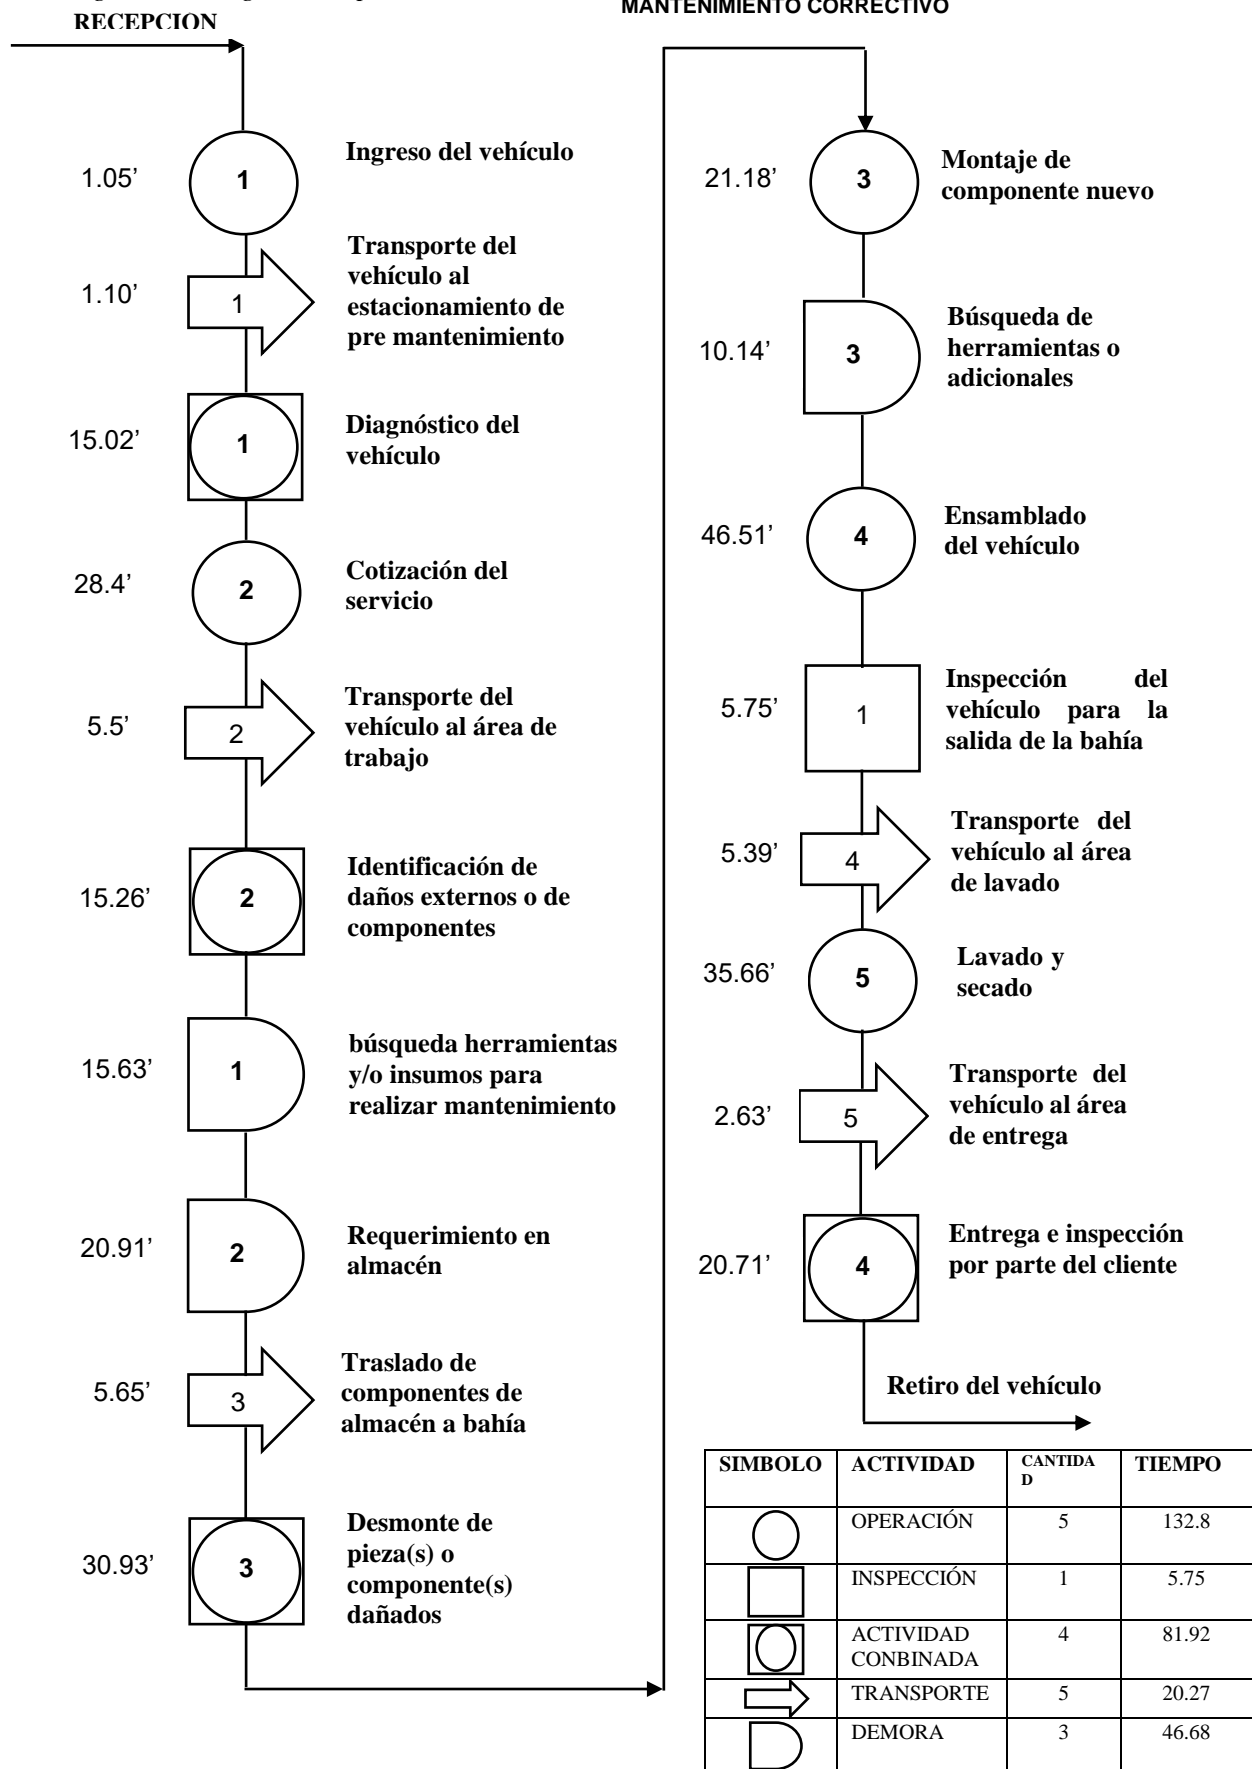 RECEPCION
MANTENIMIENTO CORRECTIVO
1.05’
1
Ingreso del vehículo
1.10’
1
Transporte del
vehículo al
estacionamiento de
pre mantenimiento
15.02’
1
Diagnóstico del
vehículo
28.4’
2
Cotización del
servicio
5.5’
2
Transporte del
vehículo al área de
trabajo
15.26’
2
Identificación de
daños externos o de
componentes
15.63’
1
búsqueda herramientas
y/o insumos para
realizar mantenimiento
20.91’
2
Requerimiento en
almacén
5.65’
3
Traslado de
componentes de
almacén a bahía
30.93’
3
Desmonte de
pieza(s) o
componente(s)
dañados
21.18’
3
Montaje de
componente nuevo
10.14’
3
Búsqueda de
herramientas o
adicionales
46.51’
4
Ensamblado
del vehículo
5.75’
1
Inspección del
vehículo para la
salida de la bahía
5.39’
4
Transporte del
vehículo al área
de lavado
35.66’
5
Lavado y
secado
2.63’
5
Transporte del
vehículo al área
de entrega
20.71’
4
Entrega e inspección
por parte del cliente
Retiro del vehículo
SIMBOLO ACTIVIDAD CANTIDA
D TIEMPO
OPERACIÓN 5 132.8
INSPECCIÓN 1 5.75
ACTIVIDAD
CONBINADA 4 81.92
TRANSPORTE 5 20.27
DEMORA 3 46.68